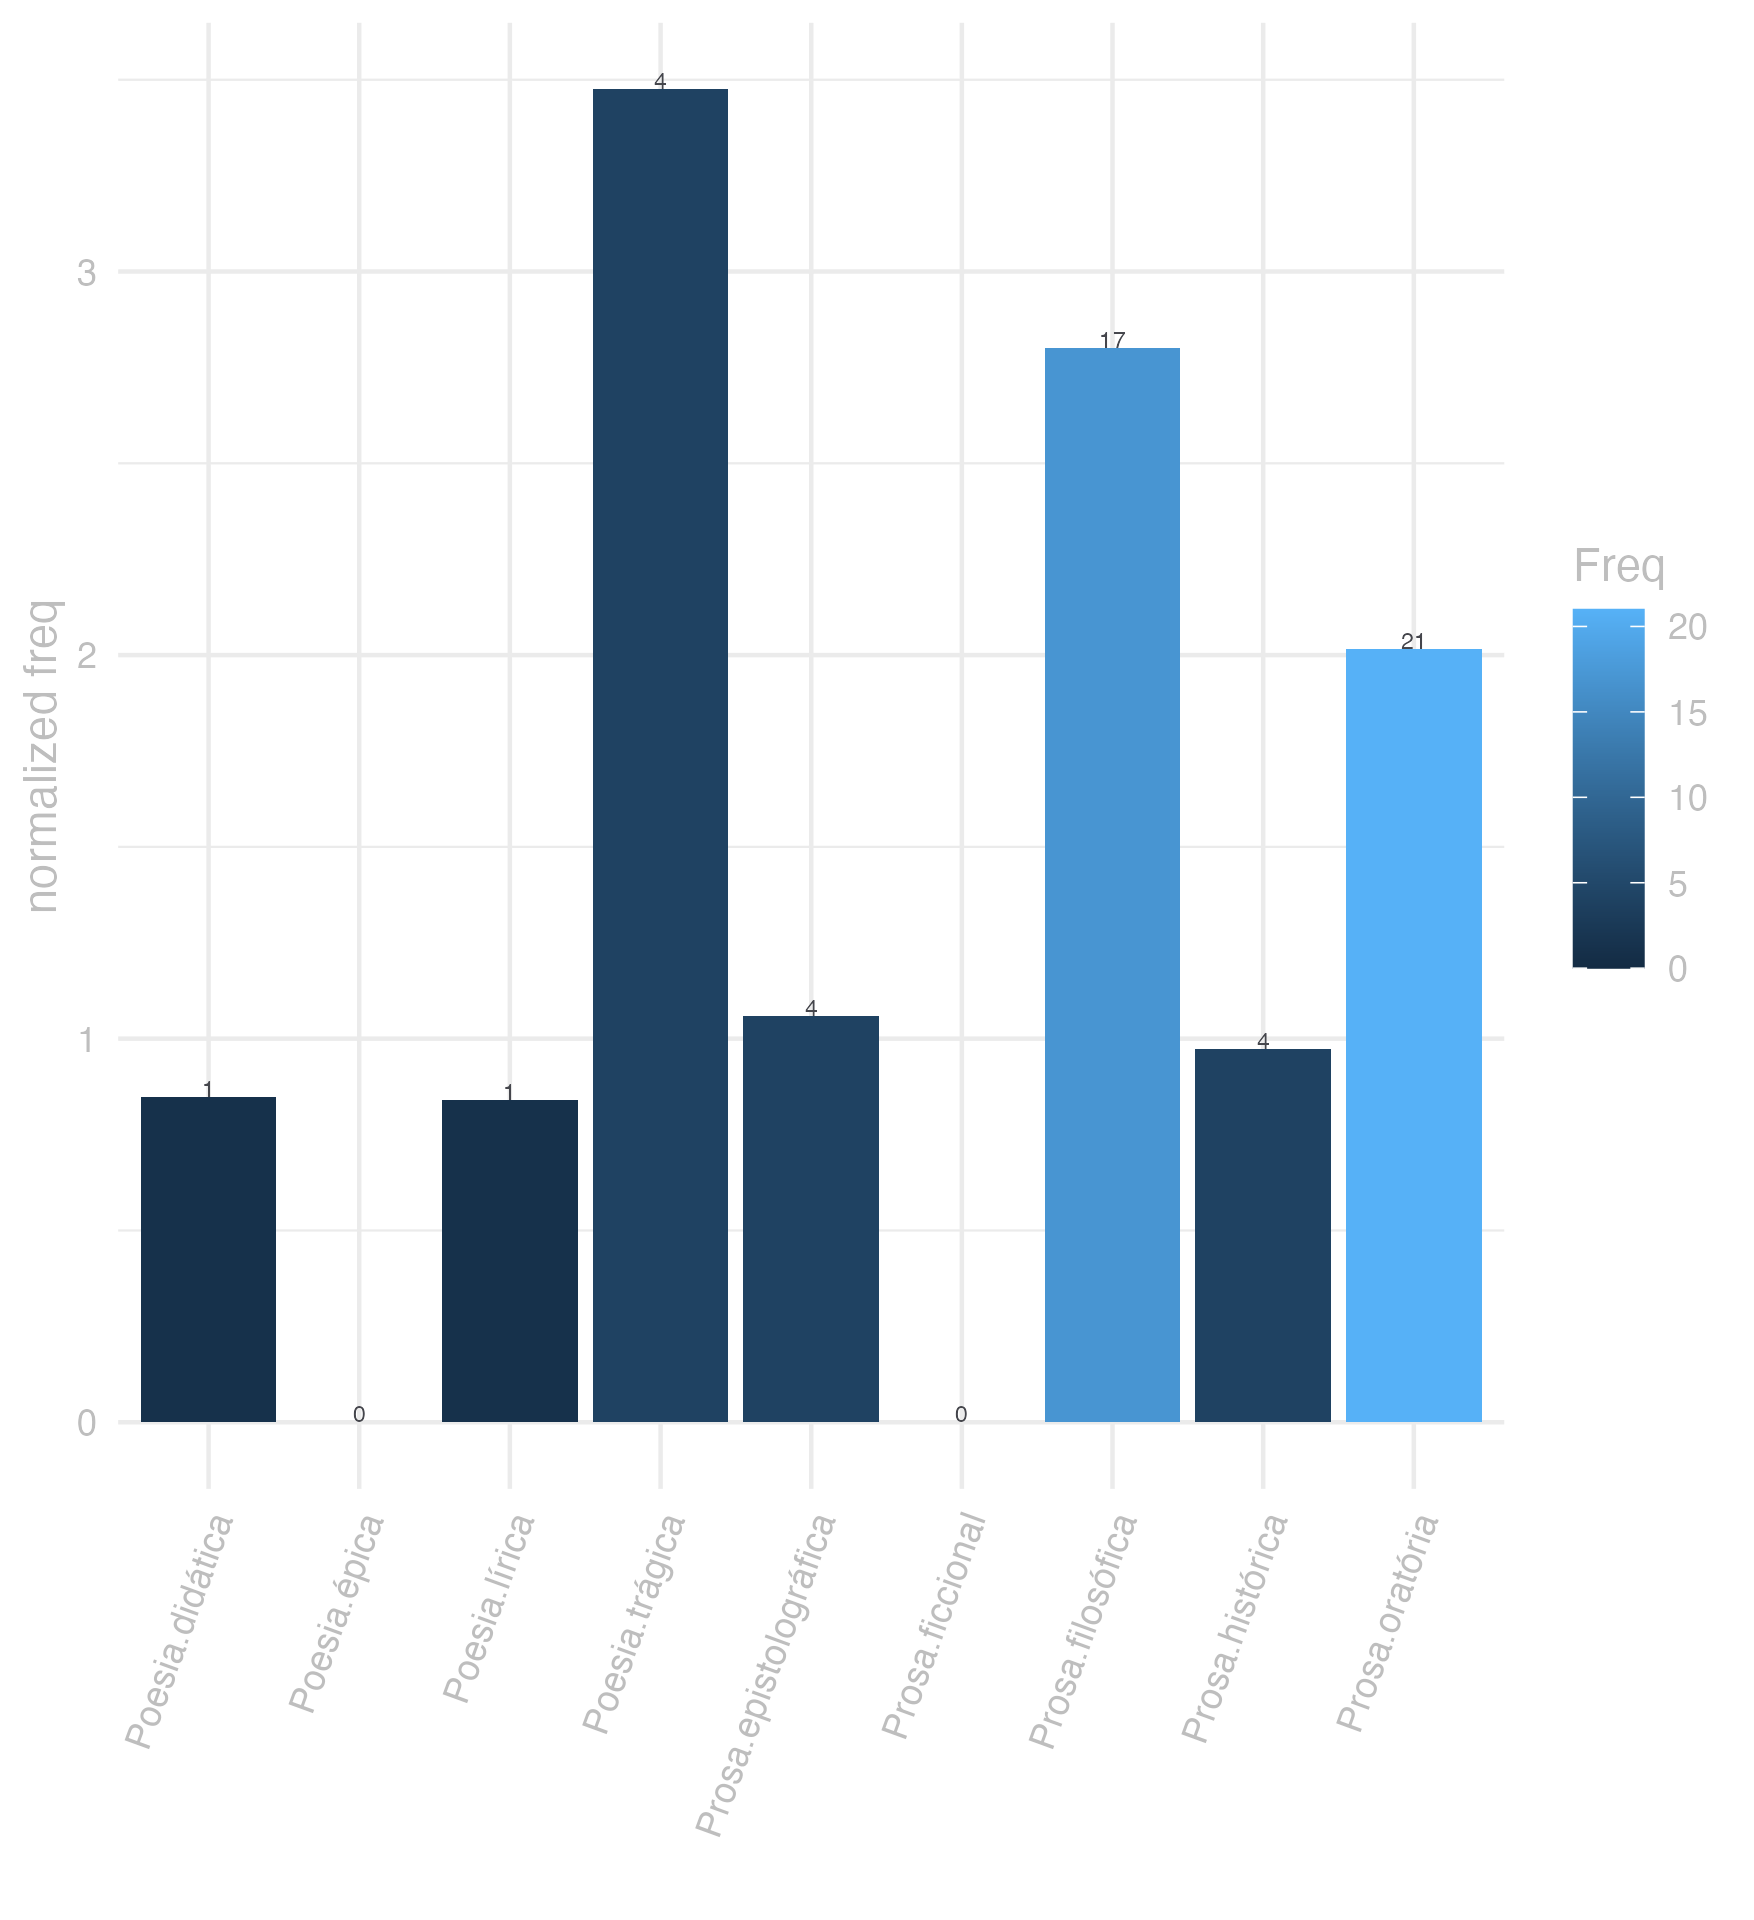 normalized freq
3
2
1
0
4
17
21
4
4
1
1
0
0
Poesia.didática
Poesia.épica
Poesia.lírica
Poesia.trágica
Prosa.epistolográfica
Prosa.ficcional
Prosa.filosófica
Prosa.histórica
Prosa.oratória
Freq
20
15
10
5
0